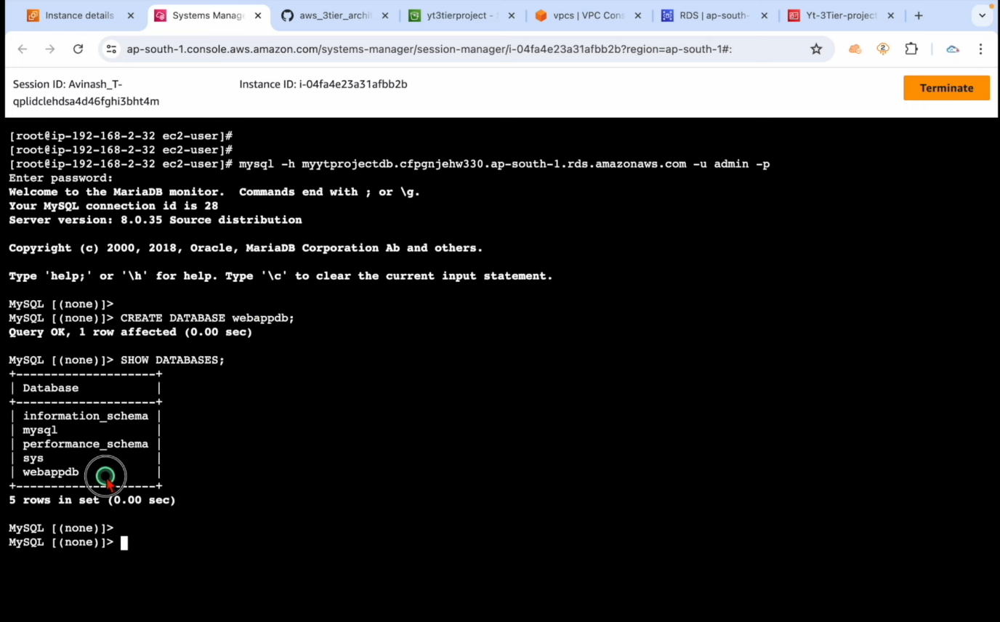 Instance details
Systems Manage
aws_3tier_archi
yt3tierproject -
vpcs | VPC Cons
RDS | ap-south-
Yt-3Tier-project
ap-south-1.console.aws.amazon.com/systems-manager/session-manager/i-04fa4e23a31afbb2b?region=ap-south-1#:
Session ID: Avinash_T-
qplidclehdsa4d46fghi3bht4m
Instance ID: i-04fa4e23a31afbb2b
Terminate
[root@ip-192-168-2-32 ec2-user]#
[root@ip-192-168-2-32 ec2-user]#
[root@ip-192-168-2-32 ec2-user]# mysql -h myytprojectdb.cfpgnjehw330.ap-south-1.rds.amazonaws.com -u admin -p
Enter password:
Welcome to the MariaDB monitor.  Commands end with ; or \g.
Your MySQL connection id is 28
Server version: 8.0.35 Source distribution
Copyright (c) 2000, 2018, Oracle, MariaDB Corporation Ab and others.
Type 'help;' or '\h' for help. Type '\c' to clear the current input statement.
MySQL [(none)]>
MySQL [(none)]> CREATE DATABASE webappdb;
Query OK, 1 row affected (0.00 sec)
MySQL [(none)]> SHOW DATABASES;
+--------------------+
| Database           |
+--------------------+
| information_schema |
| mysql              |
| performance_schema |
| sys                |
| webappdb           |
+--------------------+
5 rows in set (0.00 sec)
MySQL [(none)]>
MySQL [(none)]>